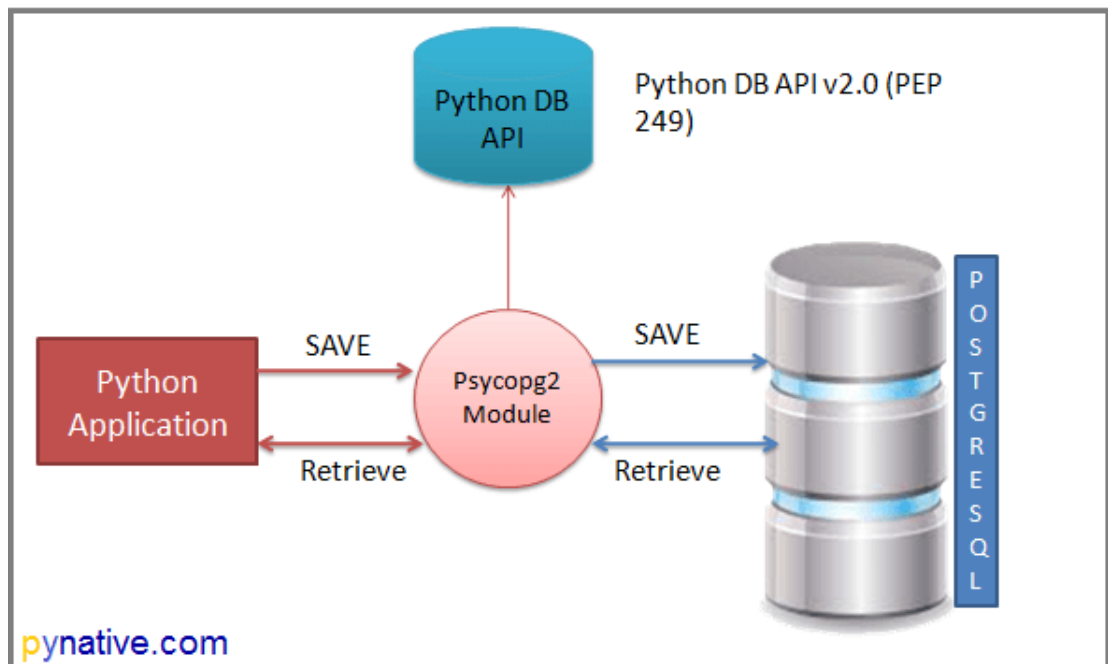 Python DB
API
Python DB API v2.0 (PEP
249)
SAVE
SAVE
Python
Application
Psycopg2
Module
Retrieve
Retrieve
POSTGRESQL
pynative.com